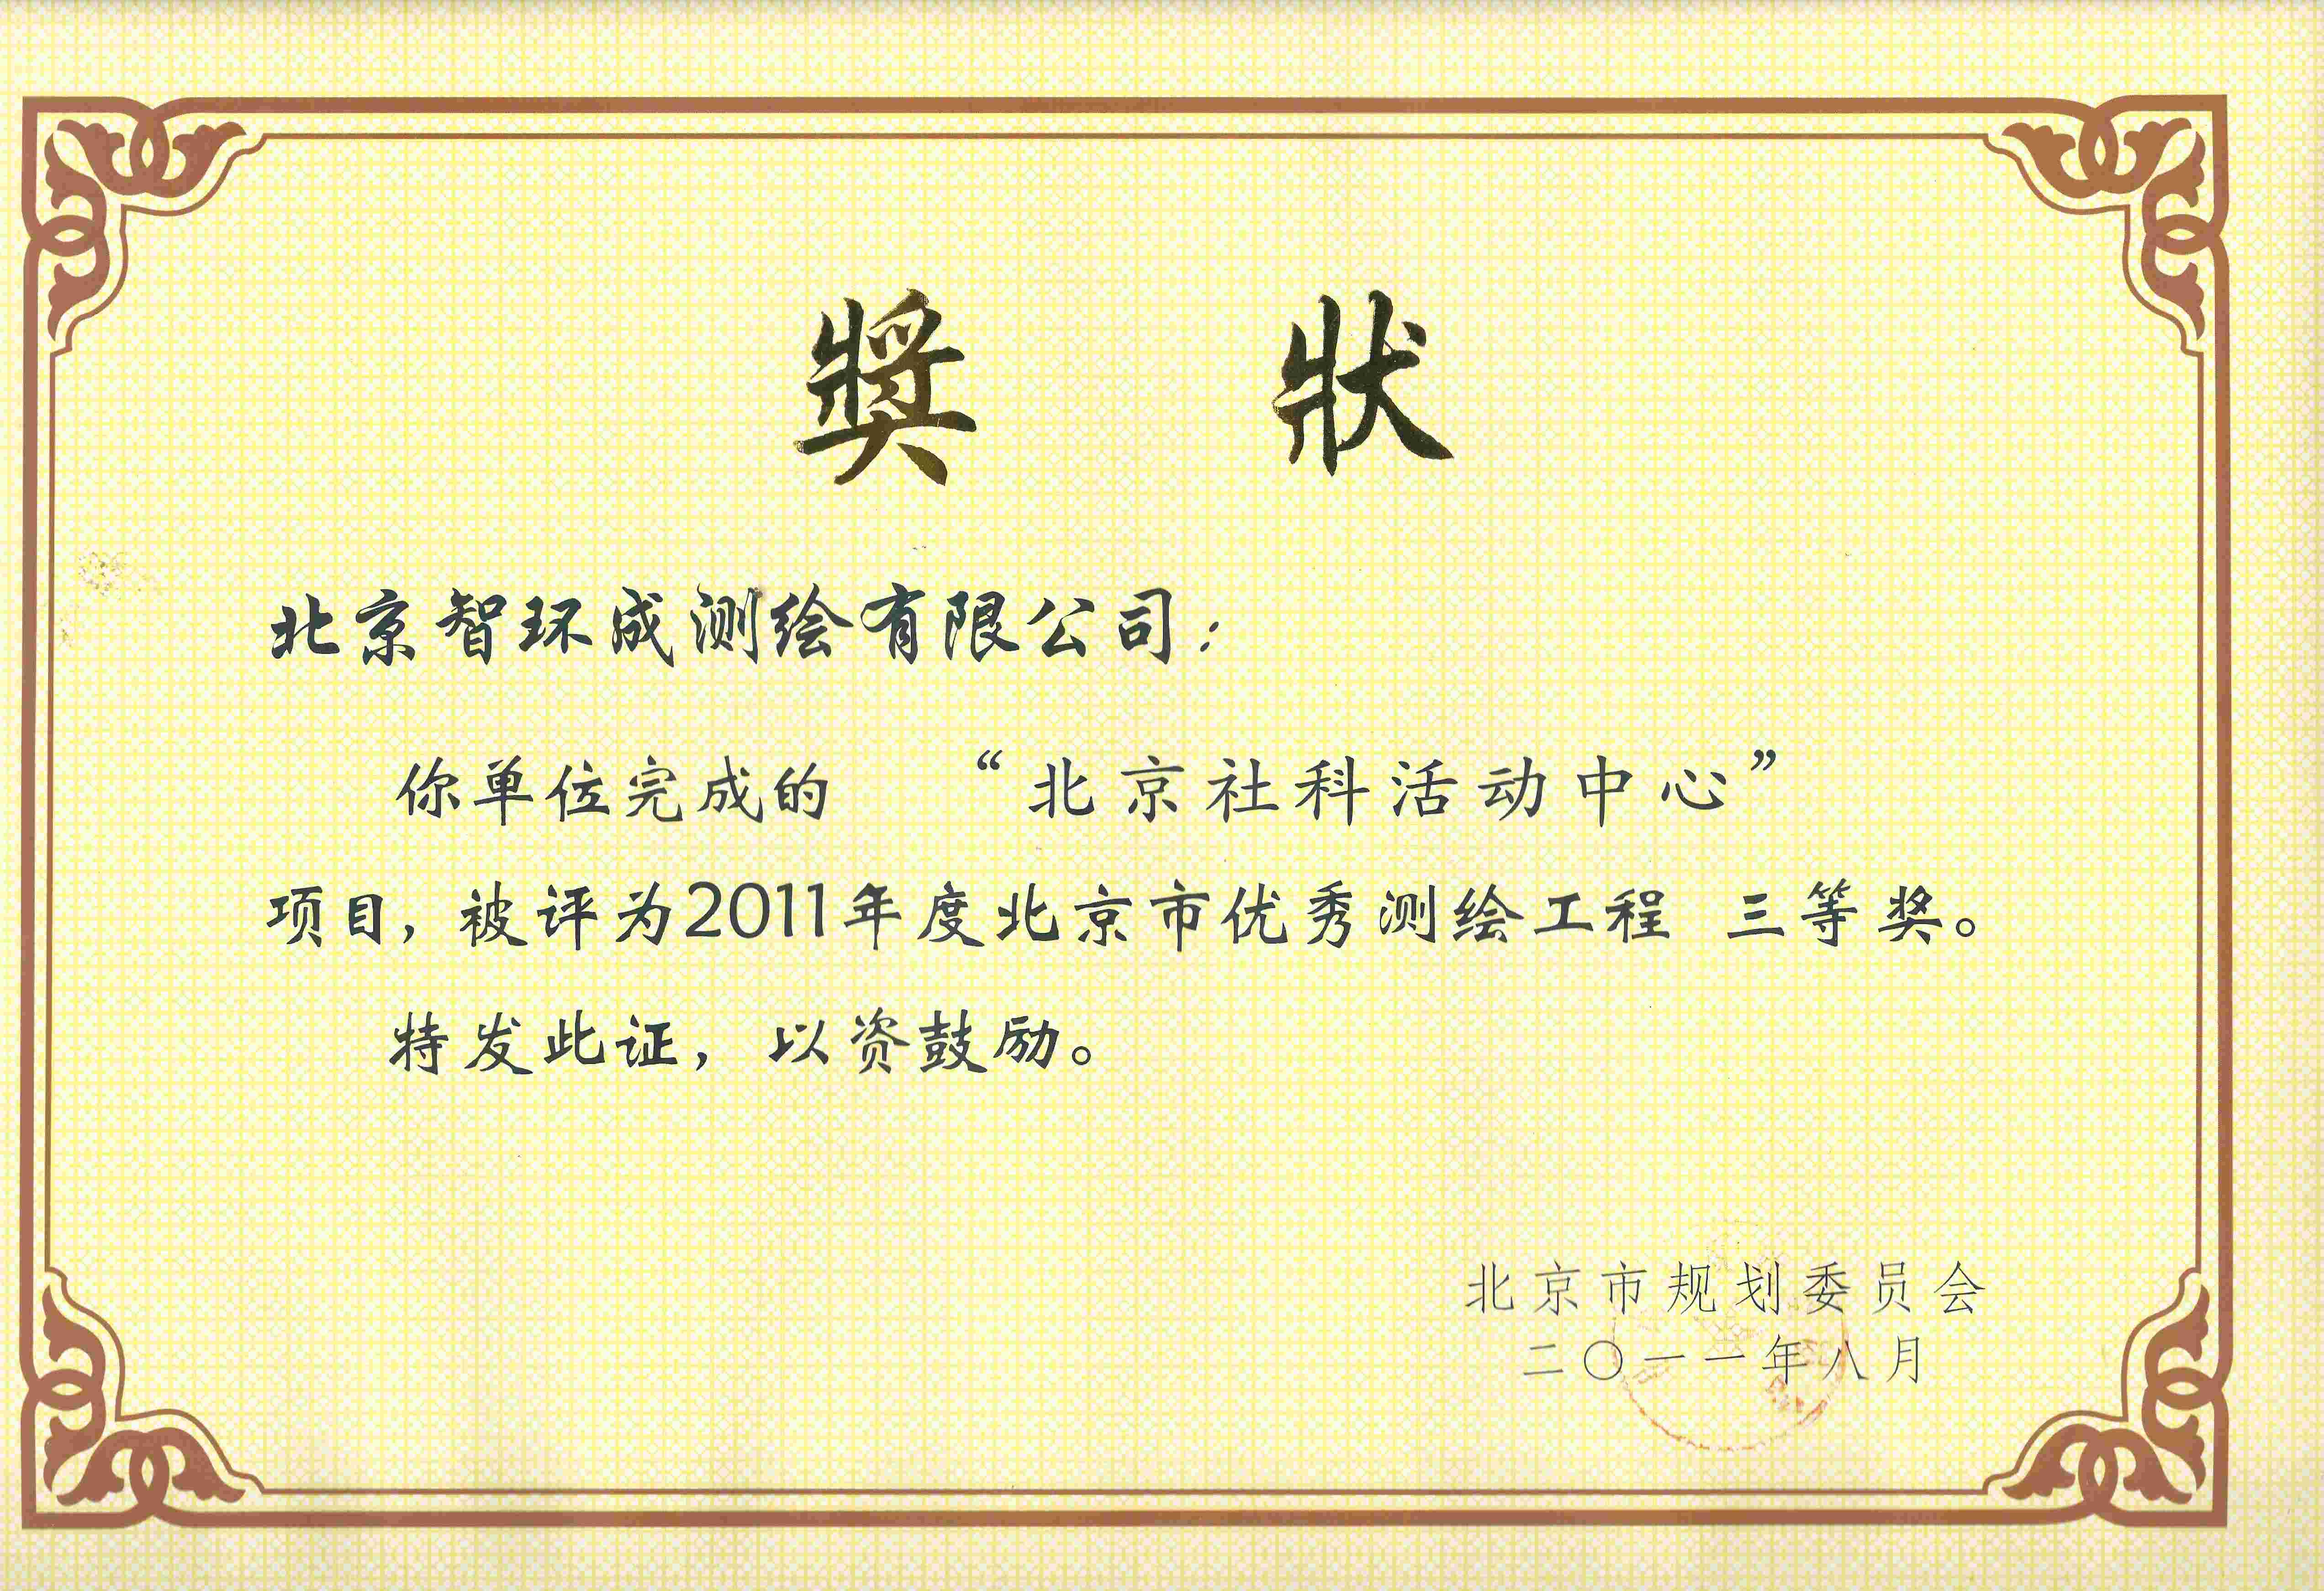 獎 狀
北京智环成测绘有限公司：
你单位完成的 “北京社科活动中心”
项目，被评为2011年度北京市优秀测绘工程 三等奖。
特发此证，以资鼓励。
北京市规划委员会
二〇一一年八月